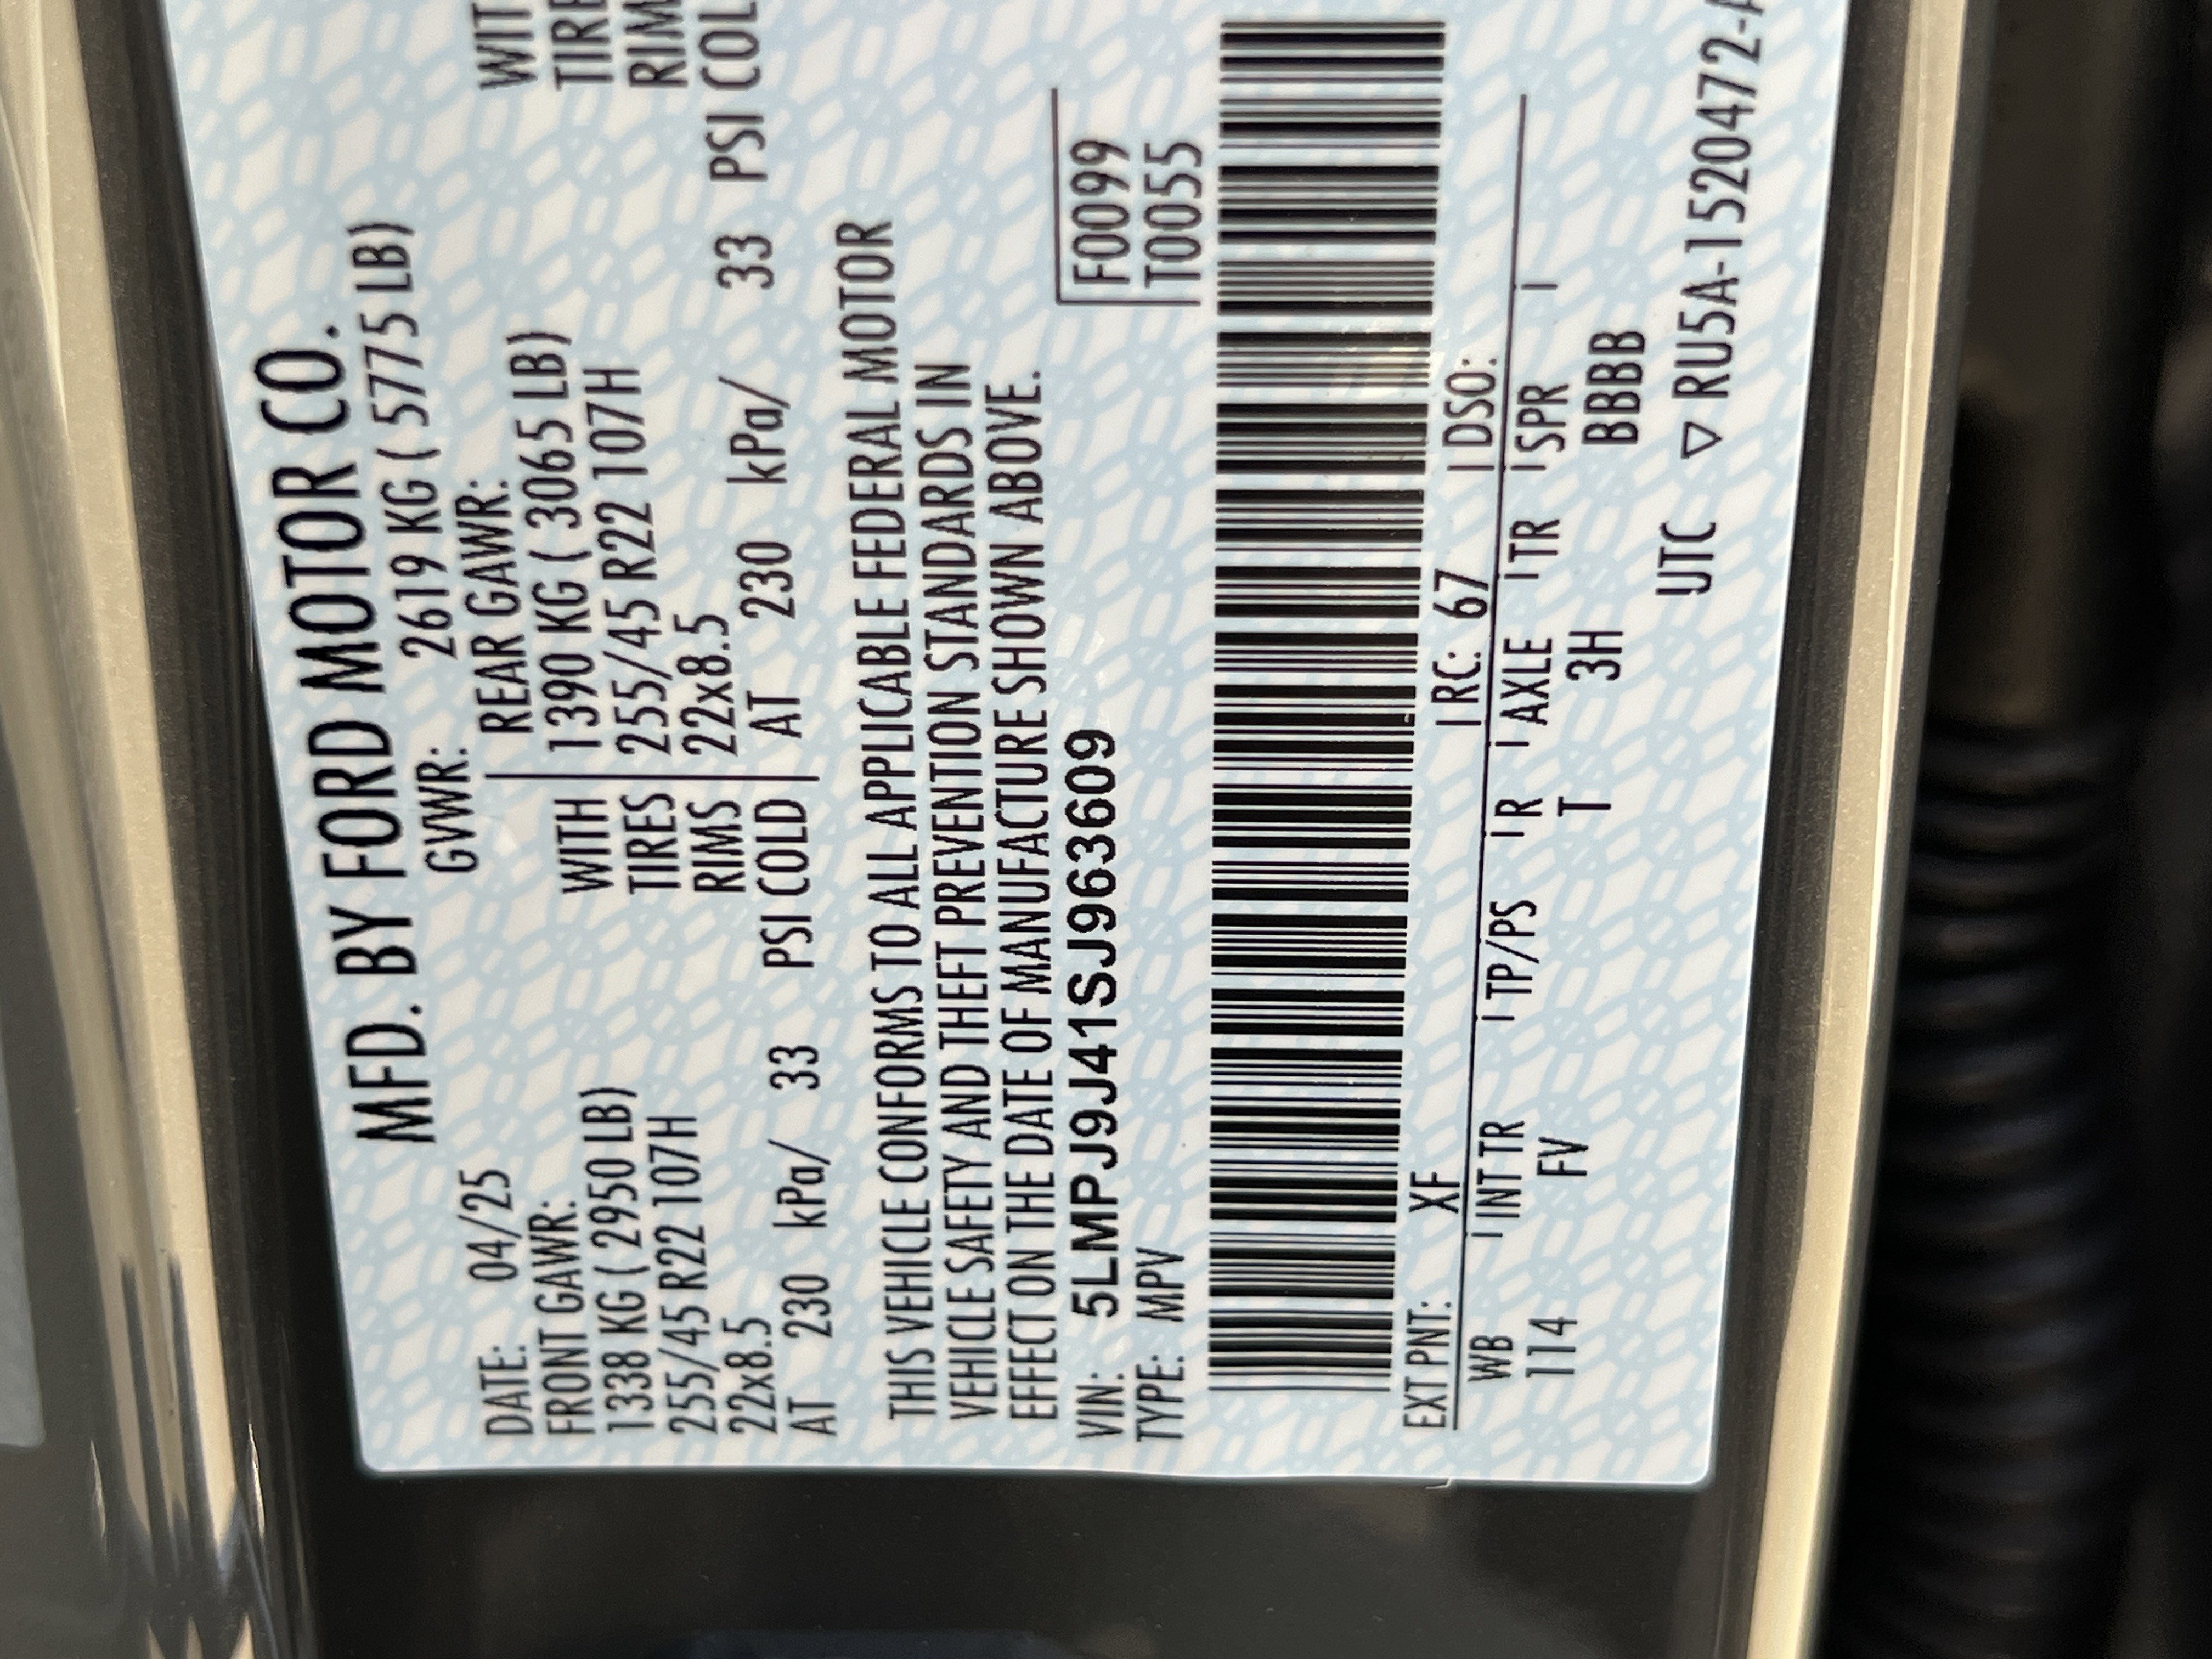 MFD. BY FORD MOTOR CO.
DATE: 04/25 GVWR: 2619 KG ( 5775 LB)
FRONT GAWR: REAR GAWR:
1338 KG ( 2950 LB) WITH 1390 KG ( 3065 LB) WIT
255/45 R22 107H TIRES 255/45 R22 107H TIRE
22x8.5 RIMS 22x8.5 RIM
AT 230 kPa/ 33 PSI COLD AT 230 kPa/ 33 PSI COL
THIS VEHICLE CONFORMS TO ALL APPLICABLE FEDERAL MOTOR
VEHICLE SAFETY AND THEFT PREVENTION STANDARDS IN
EFFECT ON THE DATE OF MANUFACTURE SHOWN ABOVE.
VIN: 5LMPJ9J41SJ963609 F0099
TYPE: MPV T0055
EXT PNT: XF RC: 67 DSO:
WB INT TR TP/PS R AXLE TR SPR
114 FV T 3H BBBB
UTC ▽ RU5A-1520472-A